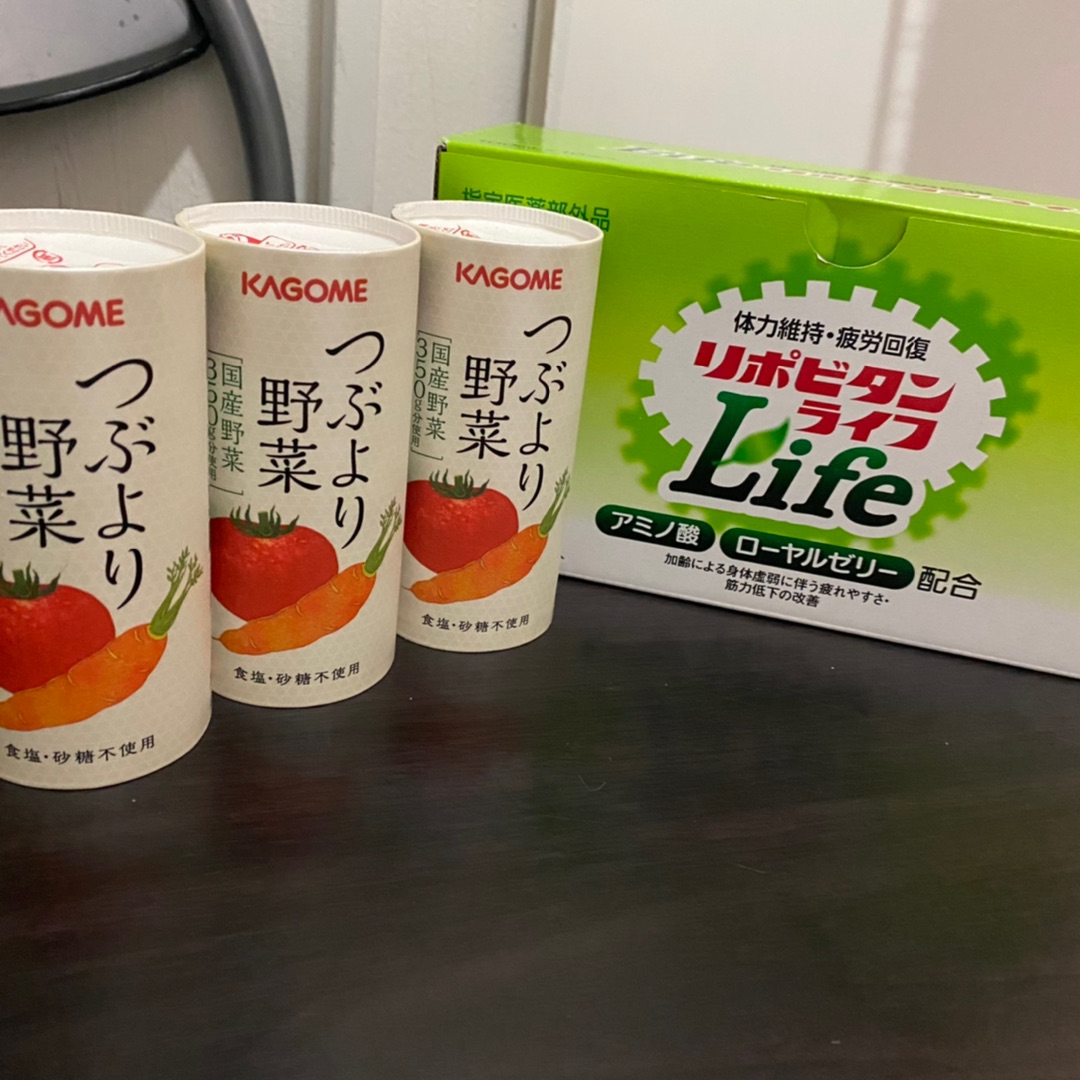 KAGOME
つぶより
野菜
食塩・砂糖不使用
KAGOME
つぶより
野菜
国産野菜
350g分使用
食塩・砂糖不使用
KAGOME
つぶより
野菜
国産野菜
350g分使用
食塩・砂糖不使用
指定医薬部外品
体力維持・疲労回復
リポビタン
ライフ
Life
アミノ酸
ローヤルゼリー
配合
加齢による身体虚弱に伴う疲れやすさ・
筋力低下の改善